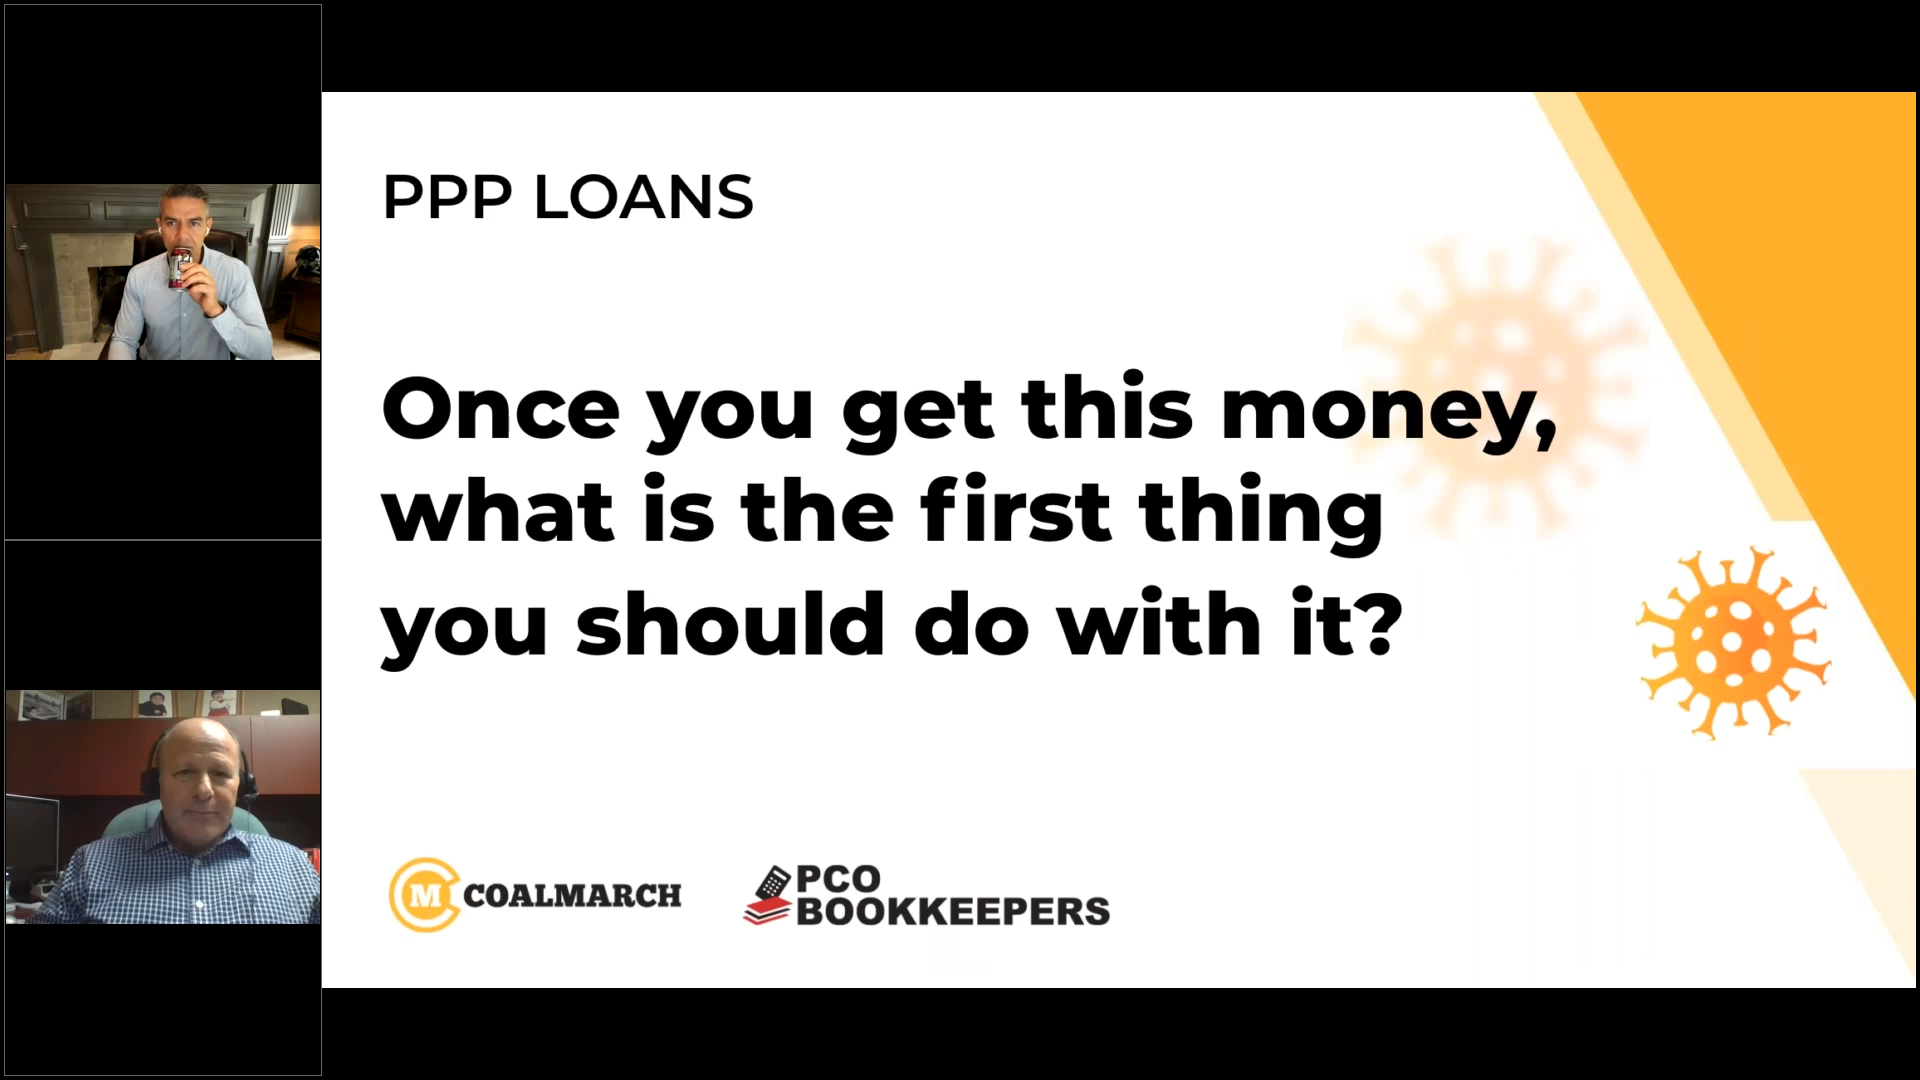 PPP LOANS
Once you get this money,
what is the first thing
you should do with it?
CM COALMARCH
PCO
BOOKKEEPERS